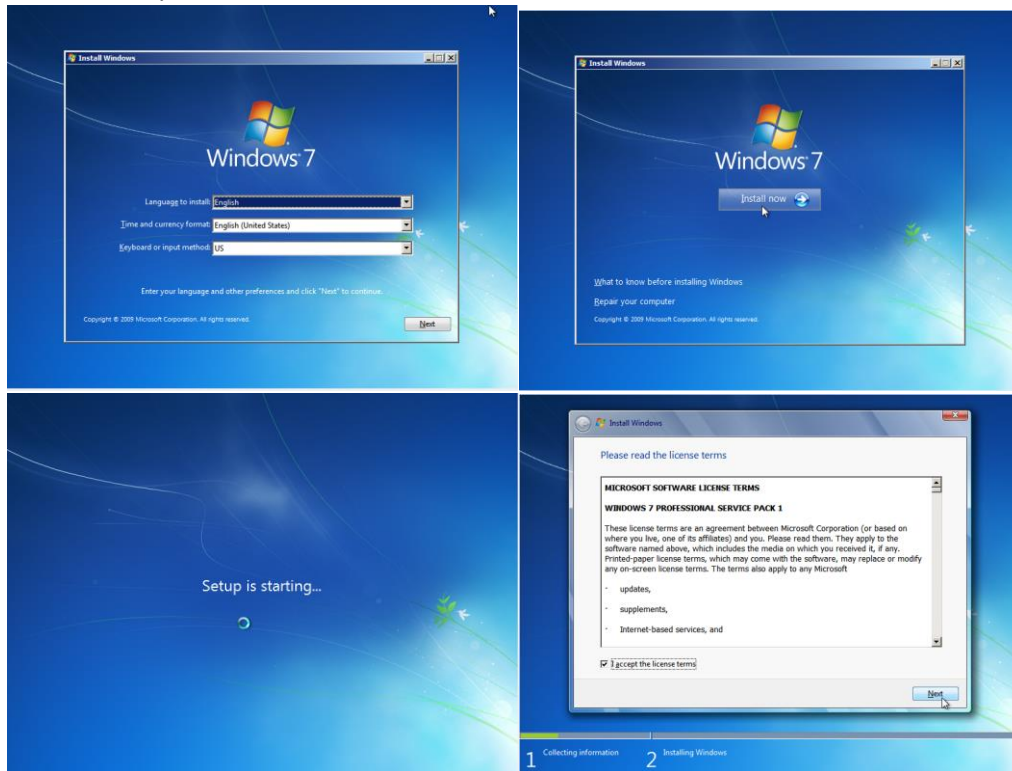 Install Windows
Windows 7
Language to install: English
Time and currency format: English (United States)
Keyboard or input method: US
Enter your language and other preferences and click "Next" to continue.
Copyright © 2009 Microsoft Corporation. All rights reserved.
Next
Install Windows
Windows 7
Install now
What to know before installing Windows
Repair your computer
Copyright © 2009 Microsoft Corporation. All rights reserved.
Setup is starting...
Install Windows
Please read the license terms
MICROSOFT SOFTWARE LICENSE TERMS
WINDOWS 7 PROFESSIONAL SERVICE PACK 1
These license terms are an agreement between Microsoft Corporation (or based on
where you live, one of its affiliates) and you. Please read them. They apply to the
software named above, which includes the media on which you received it, if any.
Printed-paper license terms, which may come with the software, may replace or modify
any on-screen license terms. The terms also apply to any Microsoft
- updates,
- supplements,
- Internet-based services, and
I accept the license terms
Next
1 Collecting information
2 Installing Windows